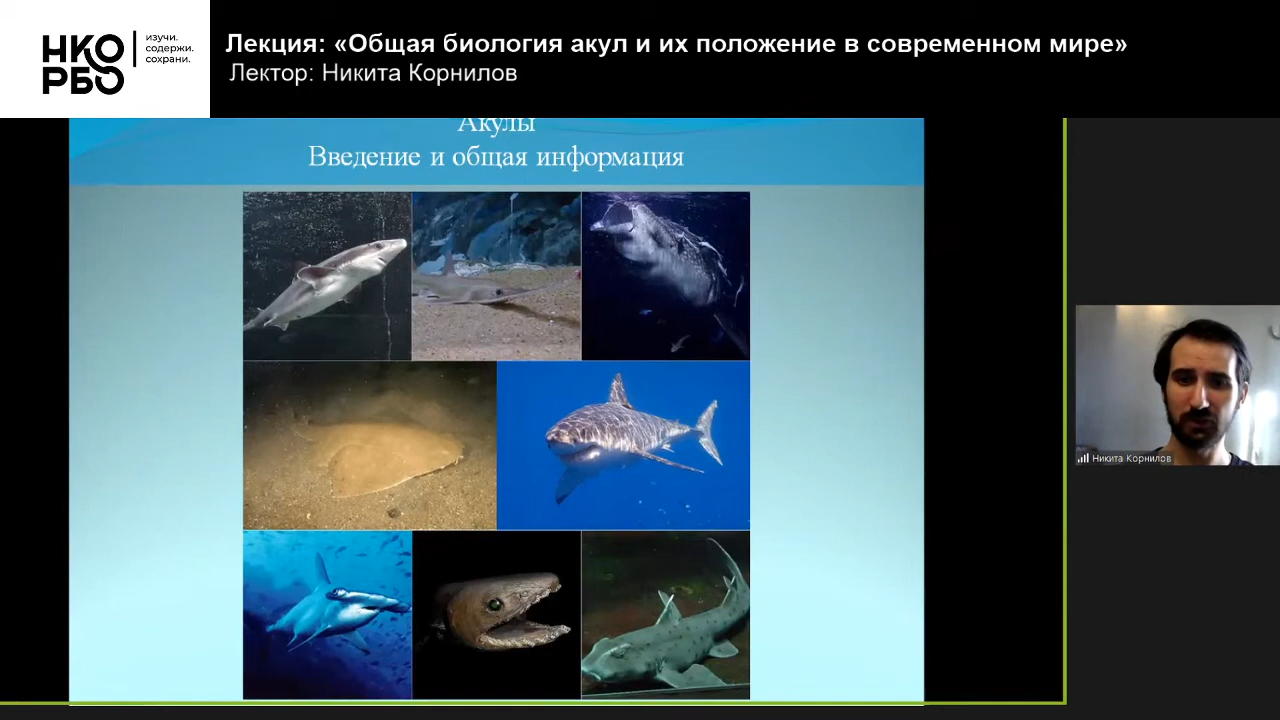 НКО
РБО
изучи.
содержи.
сохрани.
Лекция: «Общая биология акул и их положение в современном мире»
Лектор: Никита Корнилов
Акулы
Введение и общая информация
Никита Корнилов